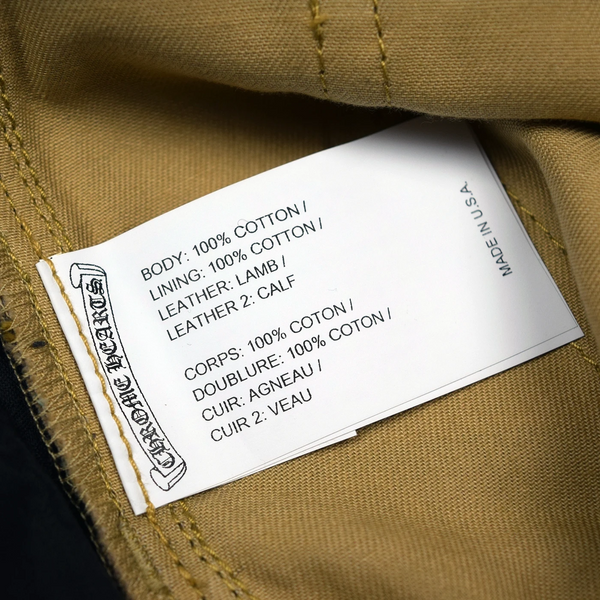 CHROME HEARTS
BODY: 100% COTTON /
LINING: 100% COTTON /
LEATHER: LAMB /
LEATHER 2: CALF
CORPS: 100% COTON /
DOUBLURE: 100% COTON /
CUIR: AGNEAU /
CUIR 2: VEAU
MADE IN U.S.A.